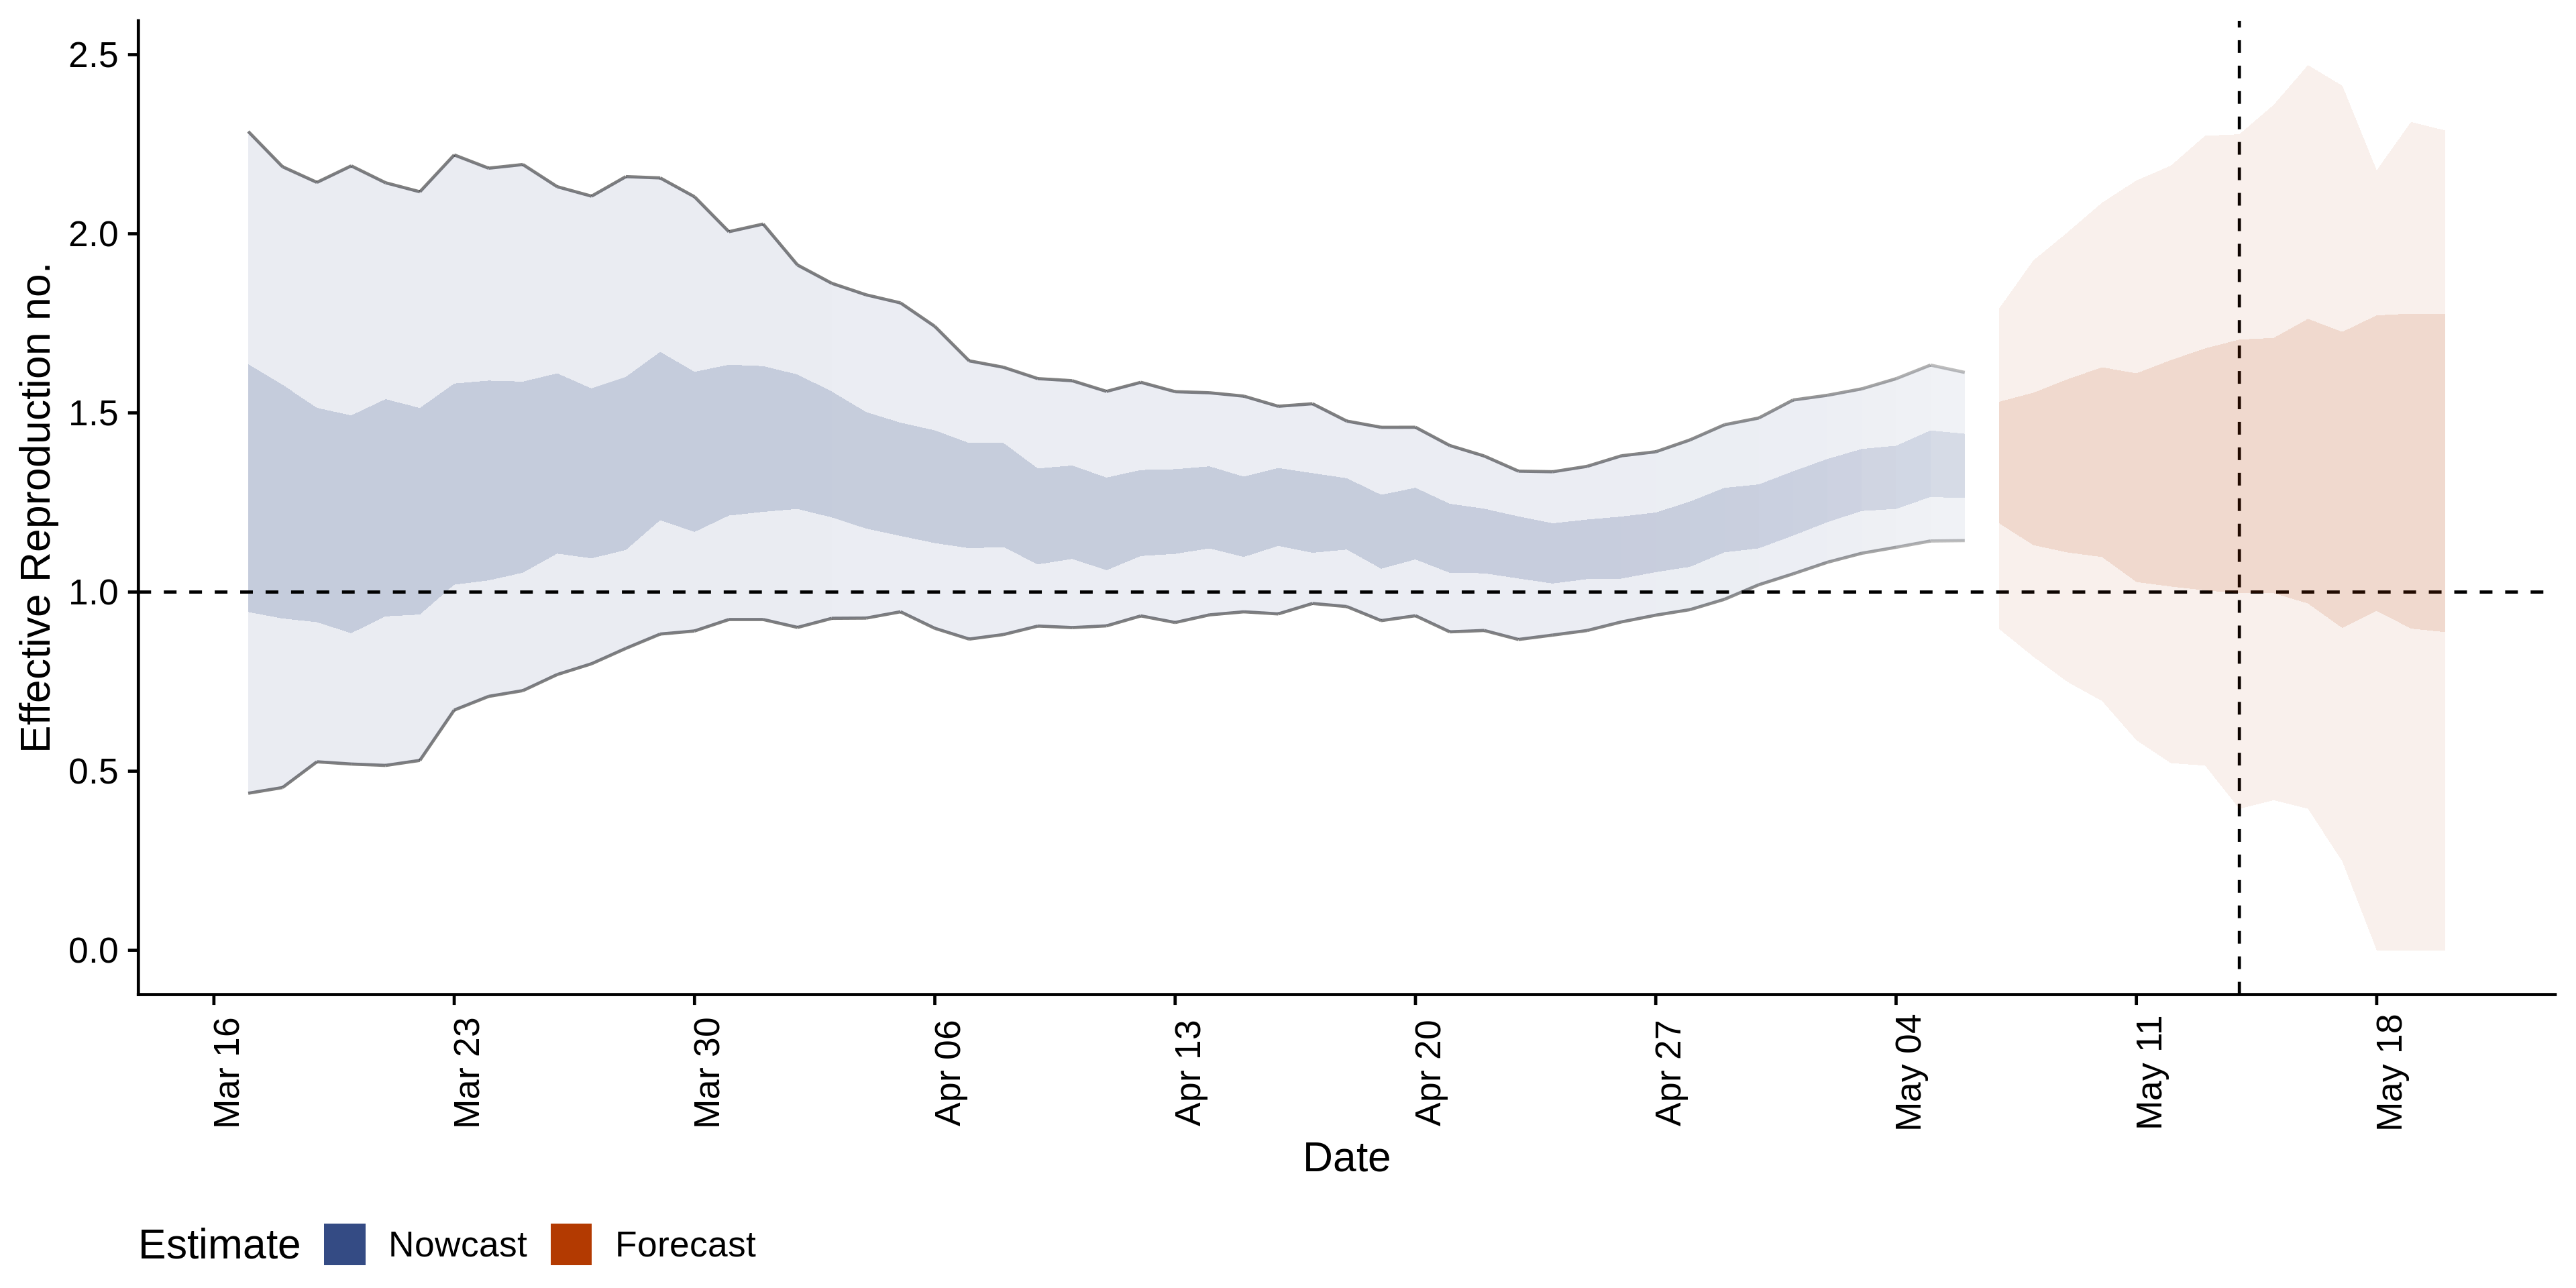 Effective Reproduction no.
2.5
2.0
1.5
1.0
0.5
0.0
Mar 16
Mar 23
Mar 30
Apr 06
Apr 13
Apr 20
Apr 27
May 04
May 11
May 18
Date
Estimate Nowcast Forecast